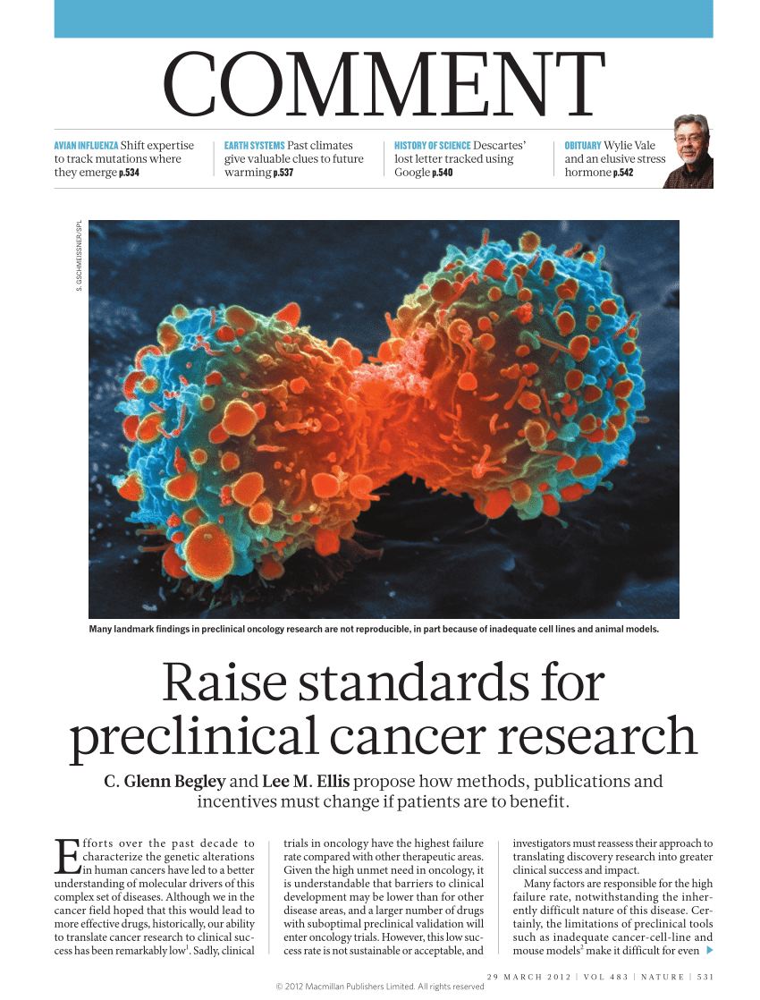 COMMENT
AVIAN INFLUENZA Shift expertise
to track mutations where
they emerge p.534
EARTH SYSTEMS Past climates
give valuable clues to future
warming p.537
HISTORY OF SCIENCE Descartes’
lost letter tracked using
Google p.540
OBITUARY Wylie Vale
and an elusive stress
hormone p.542
S. GSCHMEISSNER/SPL
Many landmark findings in preclinical oncology research are not reproducible, in part because of inadequate cell lines and animal models.
Raise standards for
preclinical cancer research
C. Glenn Begley and Lee M. Ellis propose how methods, publications and
incentives must change if patients are to benefit.
Efforts over the past decade to
characterize the genetic alterations
in human cancers have led to a better
understanding of molecular drivers of this
complex set of diseases. Although we in the
cancer field hoped that this would lead to
more effective drugs, historically, our ability
to translate cancer research to clinical suc-
cess has been remarkably low1. Sadly, clinical
trials in oncology have the highest failure
rate compared with other therapeutic areas.
Given the high unmet need in oncology, it
is understandable that barriers to clinical
development may be lower than for other
disease areas, and a larger number of drugs
with suboptimal preclinical validation will
enter oncology trials. However, this low suc-
cess rate is not sustainable or acceptable, and
investigators must reassess their approach to
translating discovery research into greater
clinical success and impact.
Many factors are responsible for the high
failure rate, notwithstanding the inher-
ently difficult nature of this disease. Cer-
tainly, the limitations of preclinical tools
such as inadequate cancer-cell-line and
mouse models2 make it difficult for even
29 MARCH 2012 | VOL 483 | NATURE | 531
© 2012 Macmillan Publishers Limited. All rights reserved